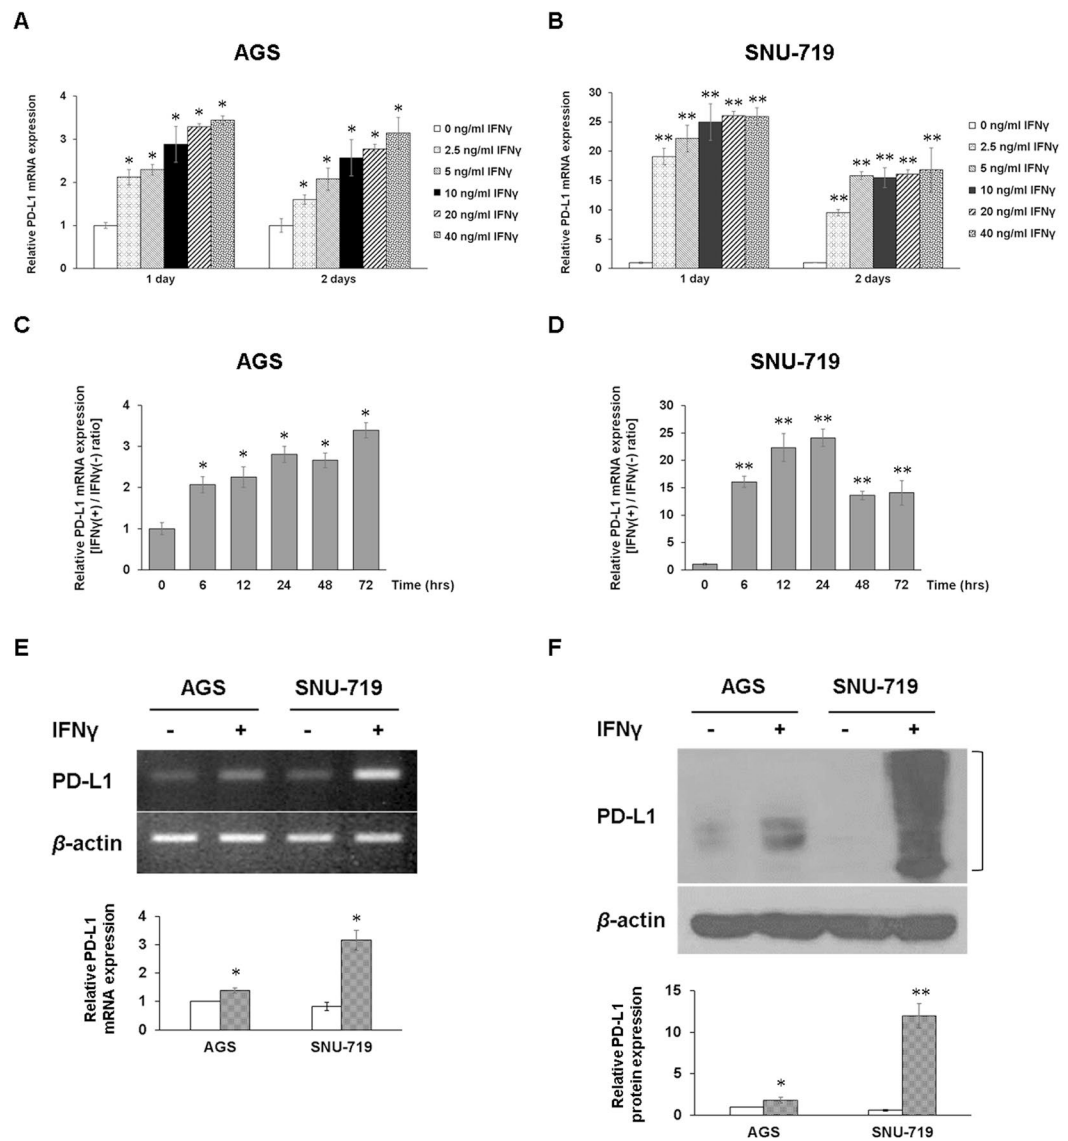 A
AGS
Relative PD-L1 mRNA expression
4
3
2
1
0
* * * * *
* * * * *
1 day
2 days
0 ng/ml IFNγ
2.5 ng/ml IFNγ
5 ng/ml IFNγ
10 ng/ml IFNγ
20 ng/ml IFNγ
40 ng/ml IFNγ
B
SNU-719
Relative PD-L1 mRNA expression
30
25
20
15
10
5
0
** ** ** ** **
** ** ** ** **
1 day
2 days
0 ng/ml IFNγ
2.5 ng/ml IFNγ
5 ng/ml IFNγ
10 ng/ml IFNγ
20 ng/ml IFNγ
40 ng/ml IFNγ
C
AGS
Relative PD-L1 mRNA expression
[IFNγ(+) / IFNγ(-) ratio]
4
3
2
1
0
* * * * *
0 6 12 24 48 72 Time (hrs)
D
SNU-719
Relative PD-L1 mRNA expression
[IFNγ(+) / IFNγ(-) ratio]
30
25
20
15
10
5
0
** ** ** ** **
0 6 12 24 48 72 Time (hrs)
E
AGS SNU-719
IFNγ - + - +
PD-L1
β-actin
Relative PD-L1
mRNA expression
4
3
2
1
0
* *
AGS SNU-719
F
AGS SNU-719
IFNγ - + - +
PD-L1
β-actin
Relative PD-L1
protein expression
15
10
5
0
* **
AGS SNU-719